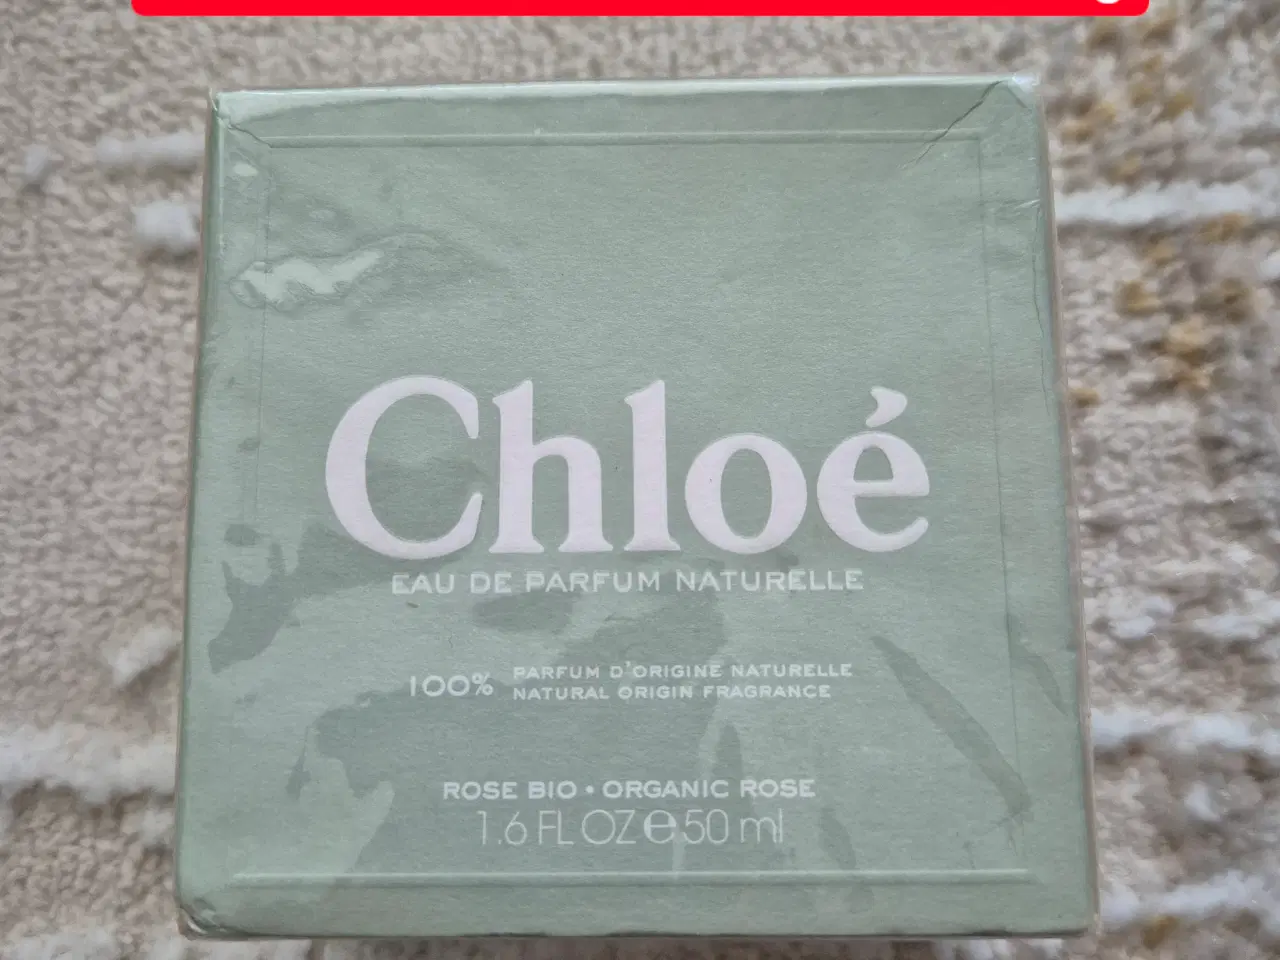 Chloé
EAU DE PARFUM NATURELLE
100% PARFUM D'ORIGINE NATURELLE
NATURAL ORIGIN FRAGRANCE
ROSE BIO • ORGANIC ROSE
1.6 FL OZ ℮ 50 ml